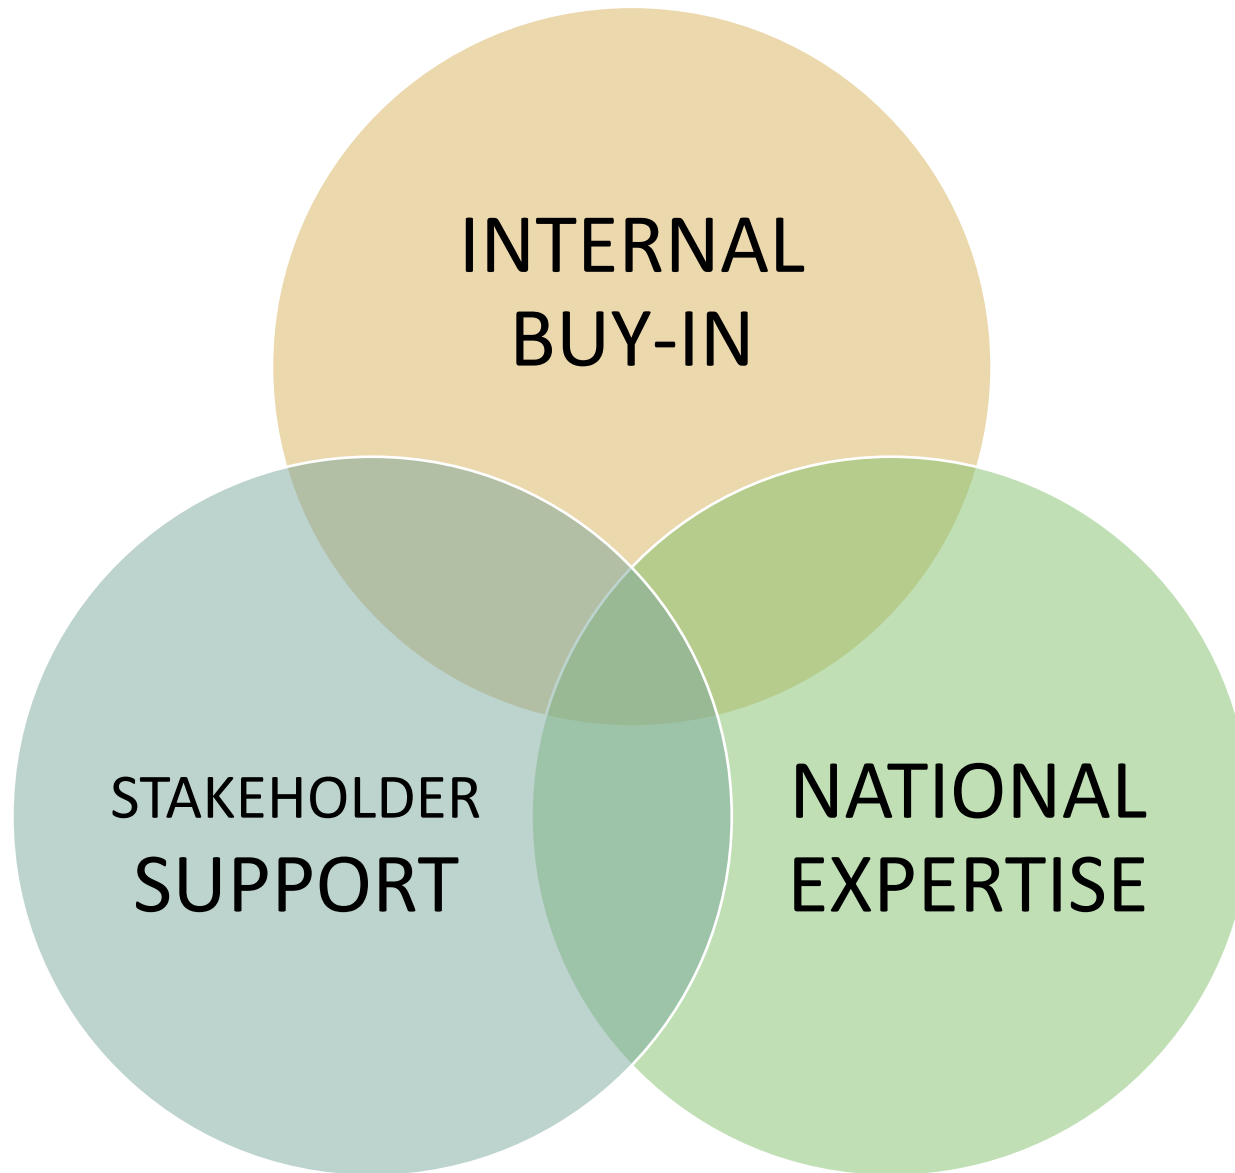 INTERNAL
BUY-IN
STAKEHOLDER
SUPPORT
NATIONAL
EXPERTISE